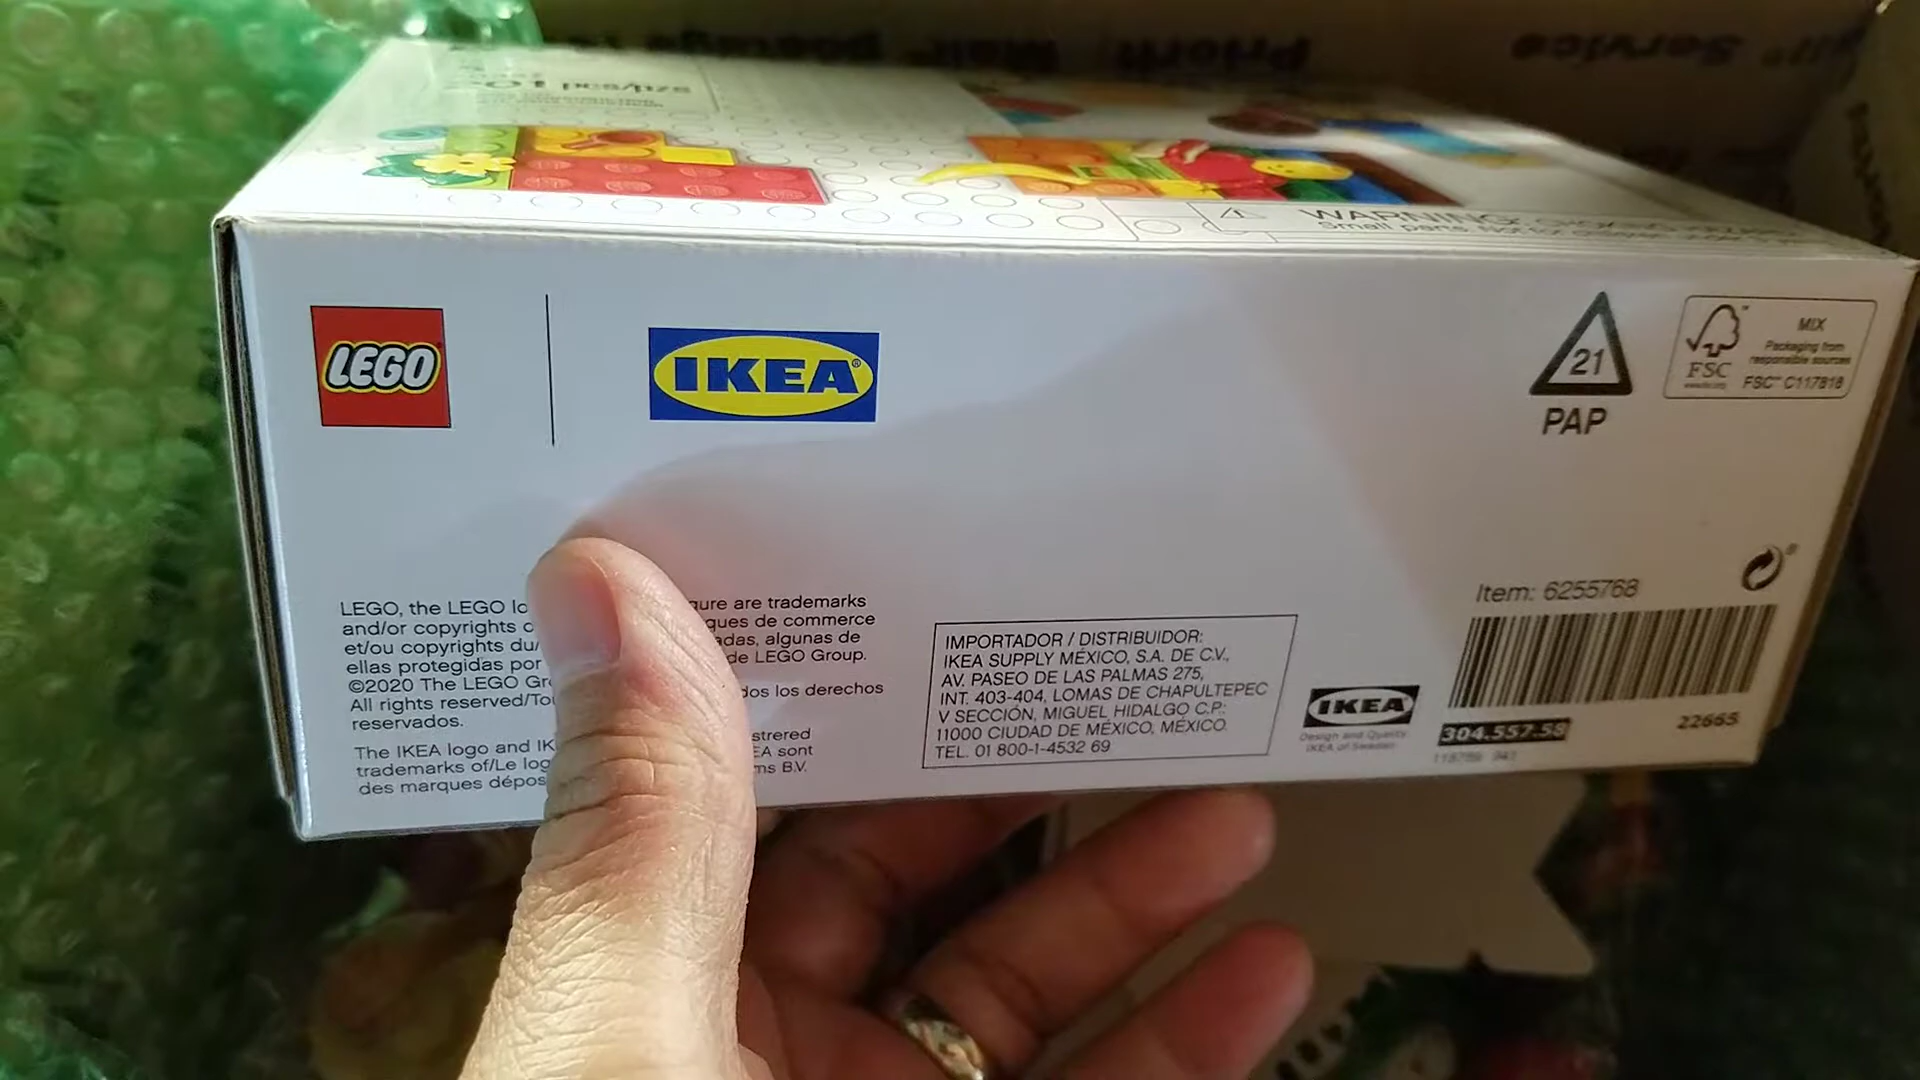 Priorit
Service
WARNING:
LEGO
IKEA®
21
PAP
FSC
MIX
Packaging from
responsible sources
FSC™ C117818
LEGO, the LEGO lo
gure are trademarks
and/or copyrights o
ques de commerce
et/ou copyrights du/
adas, algunas de
ellas protegidas por
de LEGO Group.
©2020 The LEGO Gr
All rights reserved/Tou
dos los derechos
reservados.
The IKEA logo and IK
strered
trademarks of/Le log
EA sont
des marques dépos
ms B.V.
IMPORTADOR / DISTRIBUIDOR:
IKEA SUPPLY MÉXICO, S.A. DE C.V.,
AV. PASEO DE LAS PALMAS 275,
INT. 403-404, LOMAS DE CHAPULTEPEC
V SECCIÓN, MIGUEL HIDALGO C.P.:
11000 CIUDAD DE MÉXICO, MÉXICO.
TEL. 01 800-1-4532 69
IKEA
Design and Quality
IKEA of Sweden
Item: 6255768
304.557.58
22665